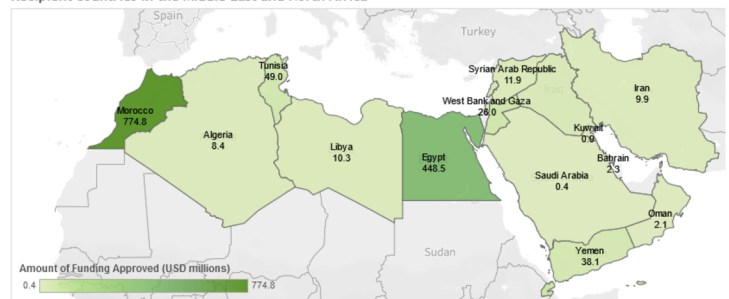 Spain
Turkey
Tunisia
49.0
Syrian Arab Republic
11.9
Iraq
Iran
9.9
Morocco
774.8
West Bank and Gaza
26.0
Algeria
8.4
Libya
10.3
Egypt
448.5
Kuwait
0.9
Bahrain
2.3
Saudi Arabia
0.4
Oman
2.1
Sudan
Yemen
38.1
Amount of Funding Approved (USD millions)
0.4
774.8